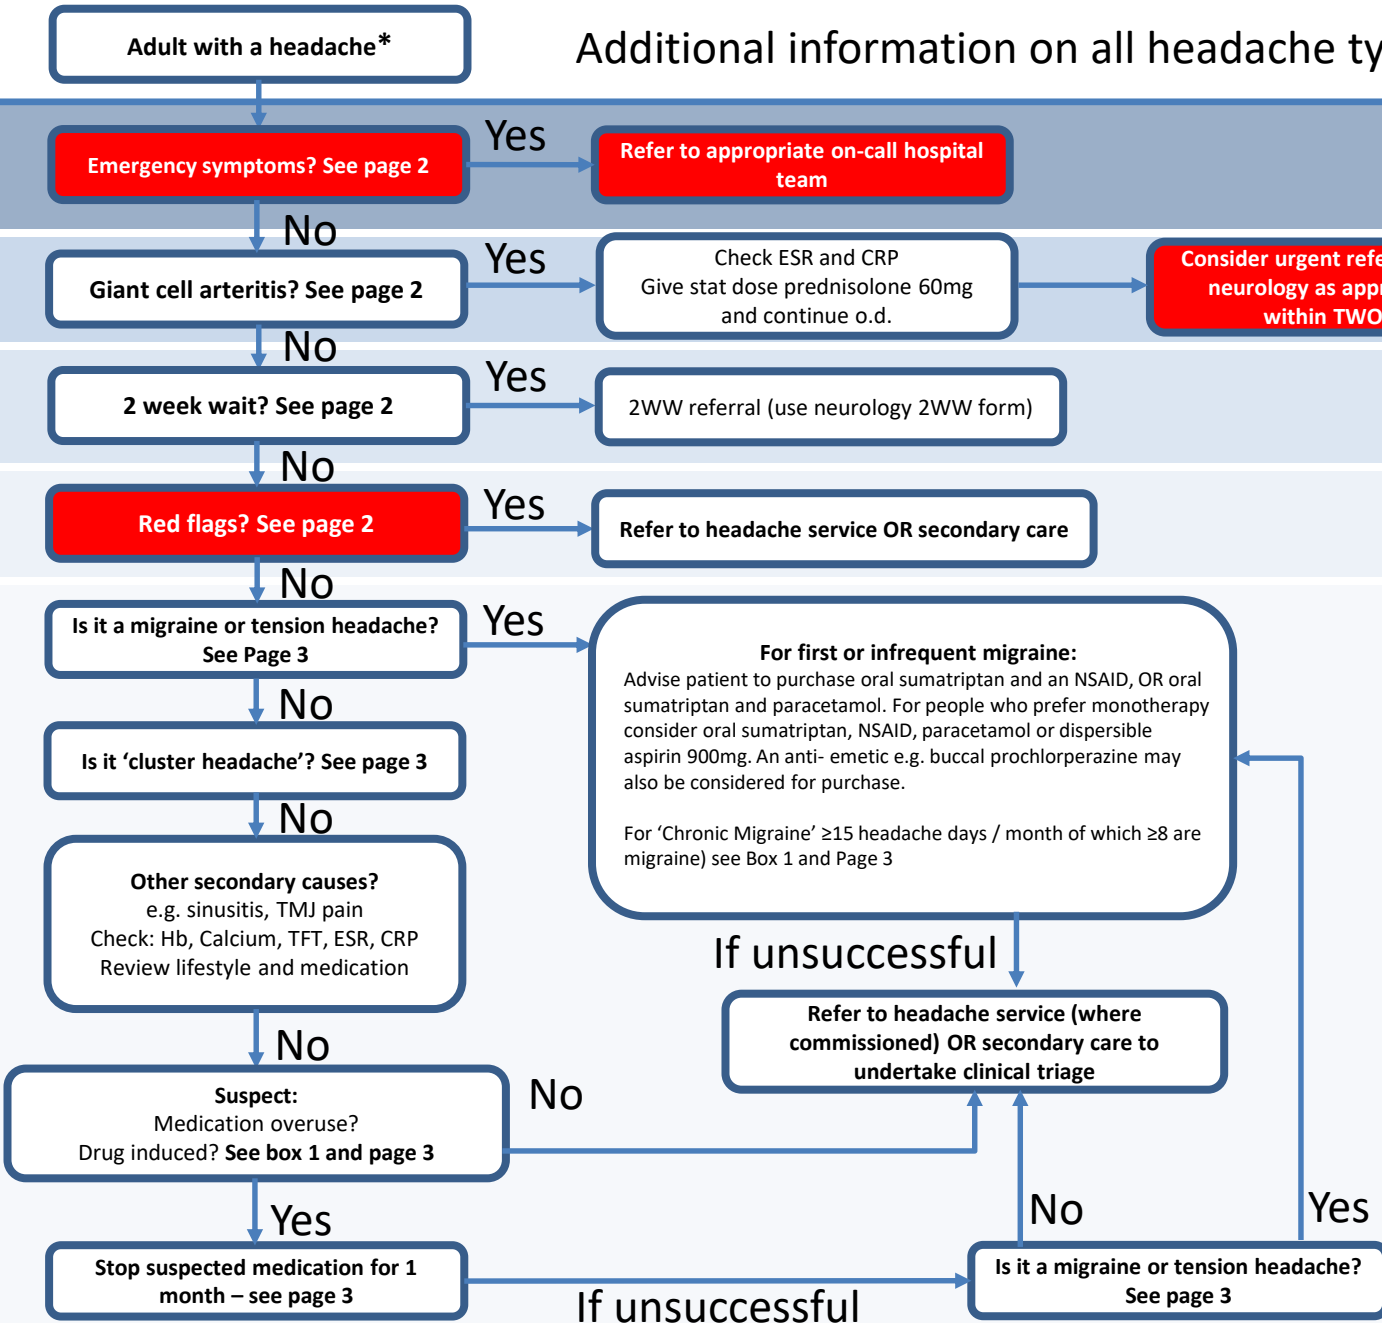 Adult with a headache*
Additional information on all headache ty
Emergency symptoms? See page 2
Yes
Refer to appropriate on-call hospital
team
No
Giant cell arteritis? See page 2
Yes
Check ESR and CRP
Give stat dose prednisolone 60mg
and continue o.d.
Consider urgent refe
neurology as appr
within TWO
No
2 week wait? See page 2
Yes
2WW referral (use neurology 2WW form)
No
Red flags? See page 2
Yes
Refer to headache service OR secondary care
No
Is it a migraine or tension headache?
See Page 3
Yes
For first or infrequent migraine:
Advise patient to purchase oral sumatriptan and an NSAID, OR oral
sumatriptan and paracetamol. For people who prefer monotherapy
consider oral sumatriptan, NSAID, paracetamol or dispersible
aspirin 900mg. An anti- emetic e.g. buccal prochlorperazine may
also be considered for purchase.
For ‘Chronic Migraine’ ≥15 headache days / month of which ≥8 are
migraine) see Box 1 and Page 3
No
Is it ‘cluster headache’? See page 3
No
Other secondary causes?
e.g. sinusitis, TMJ pain
Check: Hb, Calcium, TFT, ESR, CRP
Review lifestyle and medication
If unsuccessful
Refer to headache service (where
commissioned) OR secondary care to
undertake clinical triage
No
Suspect:
Medication overuse?
Drug induced? See box 1 and page 3
No
Yes
No
Yes
Stop suspected medication for 1
month – see page 3
If unsuccessful
Is it a migraine or tension headache?
See page 3